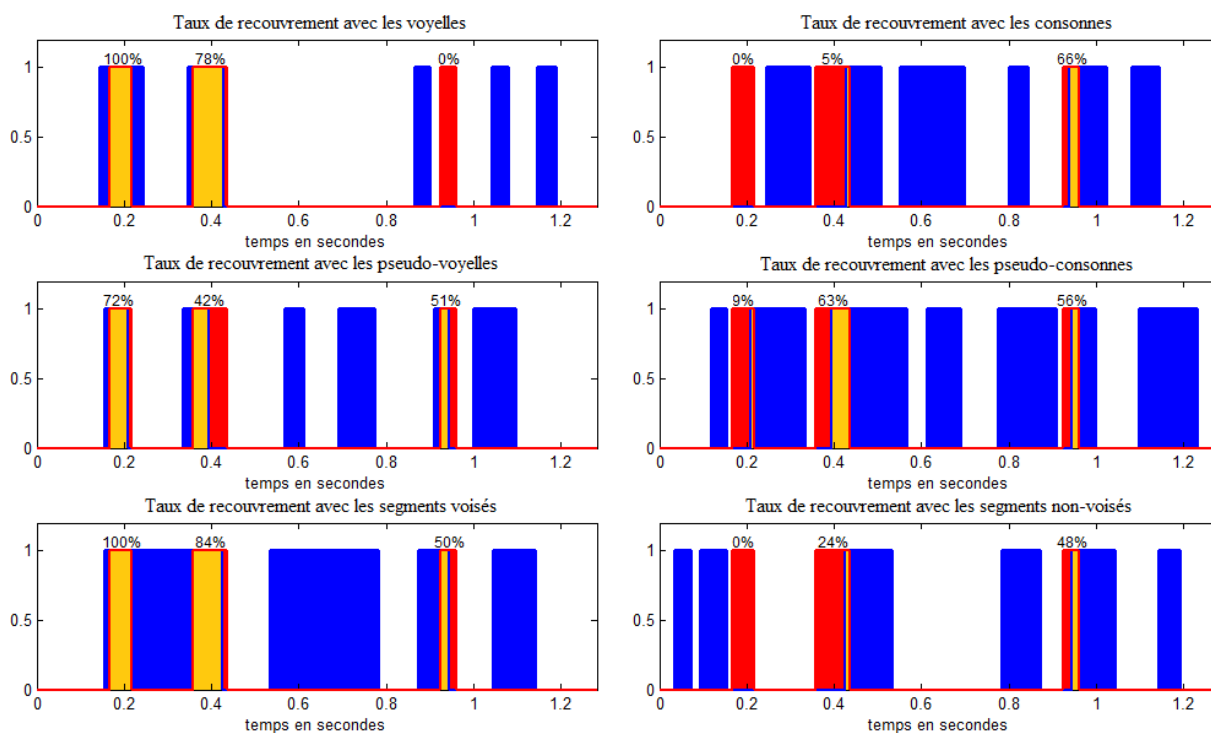 Taux de recouvrement avec les voyelles
100% 78% 0%
1
0.5
0
0 0.2 0.4 0.6 0.8 1 1.2
temps en secondes
Taux de recouvrement avec les consonnes
0% 5% 66%
1
0.5
0
0 0.2 0.4 0.6 0.8 1 1.2
temps en secondes
Taux de recouvrement avec les pseudo-voyelles
72% 42% 51%
1
0.5
0
0 0.2 0.4 0.6 0.8 1 1.2
Taux de recouvrement avec les pseudo-consonnes
9% 63% 56%
1
0.5
0
0 0.2 0.4 0.6 0.8 1 1.2
Taux de recouvrement avec les segments voisés
100% 84% 50%
1
0.5
0
0 0.2 0.4 0.6 0.8 1 1.2
temps en secondes
Taux de recouvrement avec les segments non-voisés
0% 24% 48%
1
0.5
0
0 0.2 0.4 0.6 0.8 1 1.2
temps en secondes